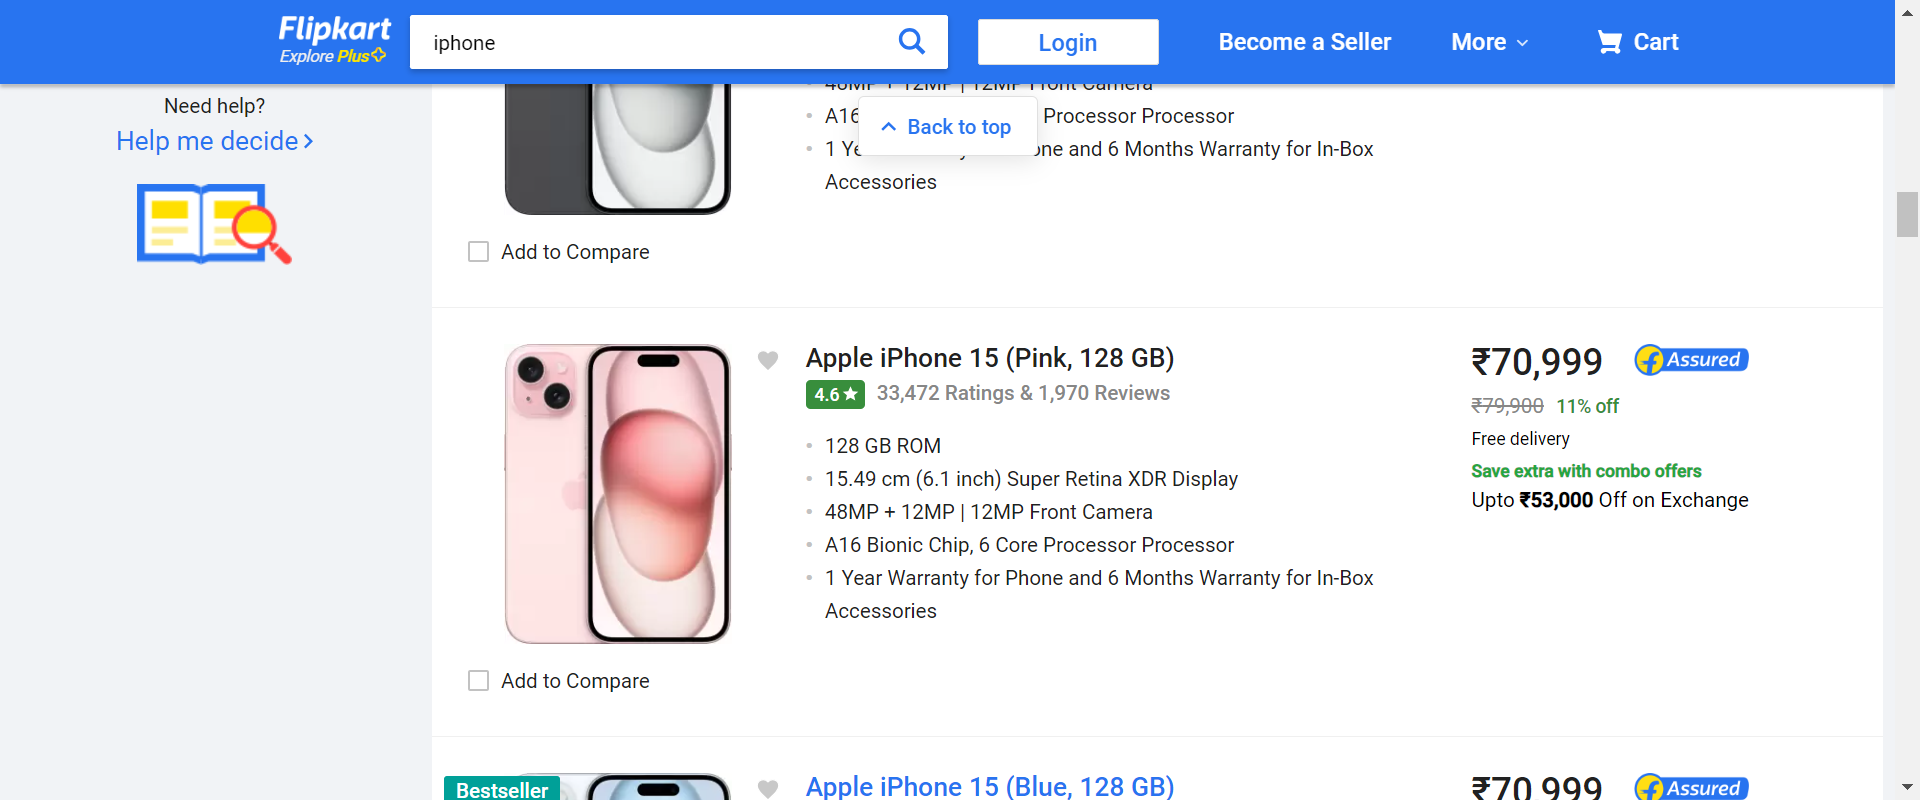 Flipkart
Explore Plus
iphone
Login
Become a Seller
More
Cart
Need help?
Help me decide
48MP + 12MP | 12MP Front Camera
A16 Processor Processor
Back to top
1 Ye one and 6 Months Warranty for In-Box
Accessories
Add to Compare
Apple iPhone 15 (Pink, 128 GB)
4.6
33,472 Ratings & 1,970 Reviews
128 GB ROM
15.49 cm (6.1 inch) Super Retina XDR Display
48MP + 12MP | 12MP Front Camera
A16 Bionic Chip, 6 Core Processor Processor
1 Year Warranty for Phone and 6 Months Warranty for In-Box
Accessories
₹70,999
Assured
₹79,900 11% off
Free delivery
Save extra with combo offers
Upto ₹53,000 Off on Exchange
Add to Compare
Bestseller
Apple iPhone 15 (Blue, 128 GB)
₹70,999
Assured